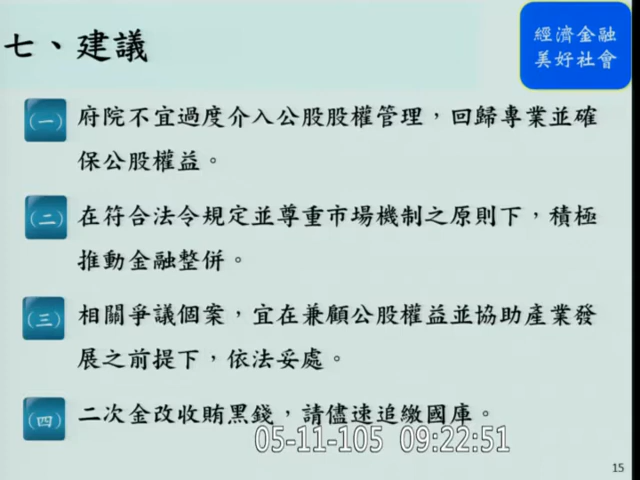 七、建議
經濟金融
美好社會
(一) 府院不宜過度介入公股股權管理，回歸專業並確
保公股權益。
(二) 在符合法令規定並尊重市場機制之原則下，積極
推動金融整併。
(三) 相關爭議個案，宜在兼顧公股權益並協助產業發
展之前提下，依法妥處。
(四) 二次金改收賄黑錢，請儘速追繳國庫。
05-11-105 09:22:51
15